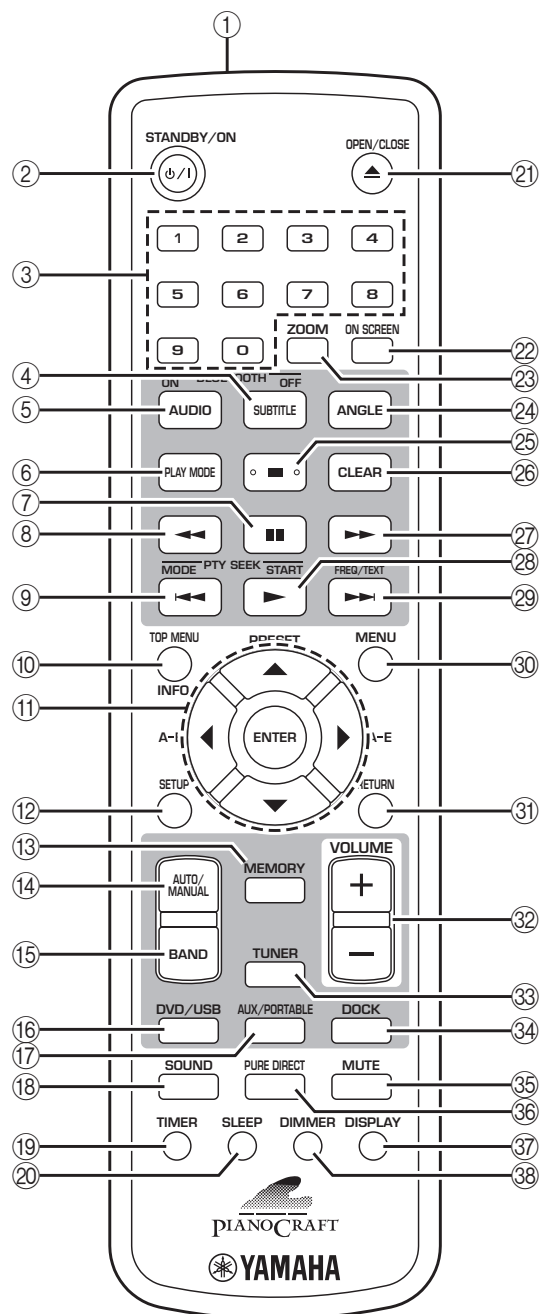 ①
STANDBY/ON
OPEN/CLOSE
② ㉑
1 2 3 4
③
5 6 7 8
9 0 ZOOM ON SCREEN
㉒
④ ㉓
ON OFF
⑤ AUDIO SUBTITLE ANGLE ㉔
㉕
⑥ PLAY MODE CLEAR ㉖
⑦
⑧ ㉗
MODE PTY SEEK START FREQ/TEXT
㉘
⑨ ㉙
TOP MENU PRESET MENU
⑩ ㉚
INFO
⑪
ENTER
SETUP RETURN
⑫ ㉛
⑬ VOLUME
MEMORY
⑭ AUTO/MANUAL +
㉜
⑮ BAND −
TUNER
㉝
DVD/USB AUX/PORTABLE DOCK
⑯ ㉞
⑰
SOUND PURE DIRECT MUTE
⑱ ㉟
㊱
TIMER SLEEP DIMMER DISPLAY
⑲ ㊲
⑳ ㊳
PIANOCRAFT
YAMAHA